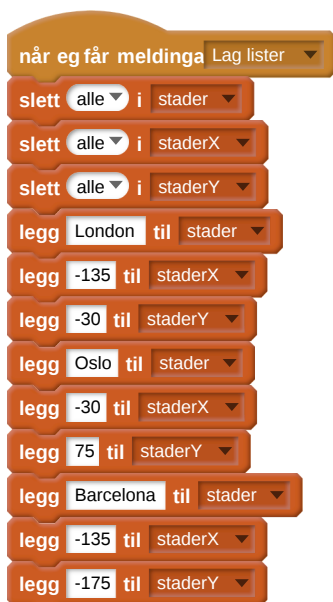 når eg får meldinga Lag lister
slett alle i stader
slett alle i staderX
slett alle i staderY
legg London til stader
legg -135 til staderX
legg -30 til staderY
legg Oslo til stader
legg -30 til staderX
legg 75 til staderY
legg Barcelona til stader
legg -135 til staderX
legg -175 til staderY